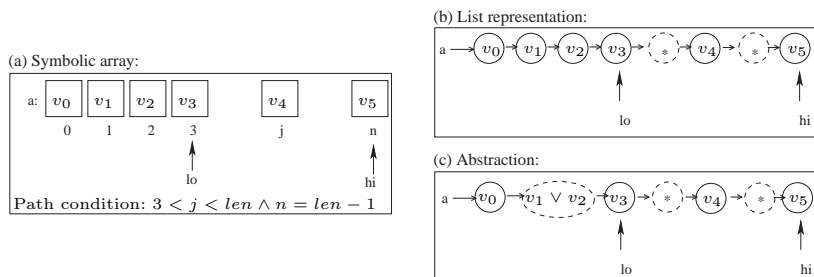 (a) Symbolic array:
a: v₀ v₁ v₂ v₃ v₄ v₅
0 1 2 3 j n
lo hi
Path condition: 3 < j < len ∧ n = len − 1
(b) List representation:
a v₀ v₁ v₂ v₃ * v₄ * v₅
lo hi
(c) Abstraction:
a v₀ v₁ ∨ v₂ v₃ * v₄ * v₅
lo hi